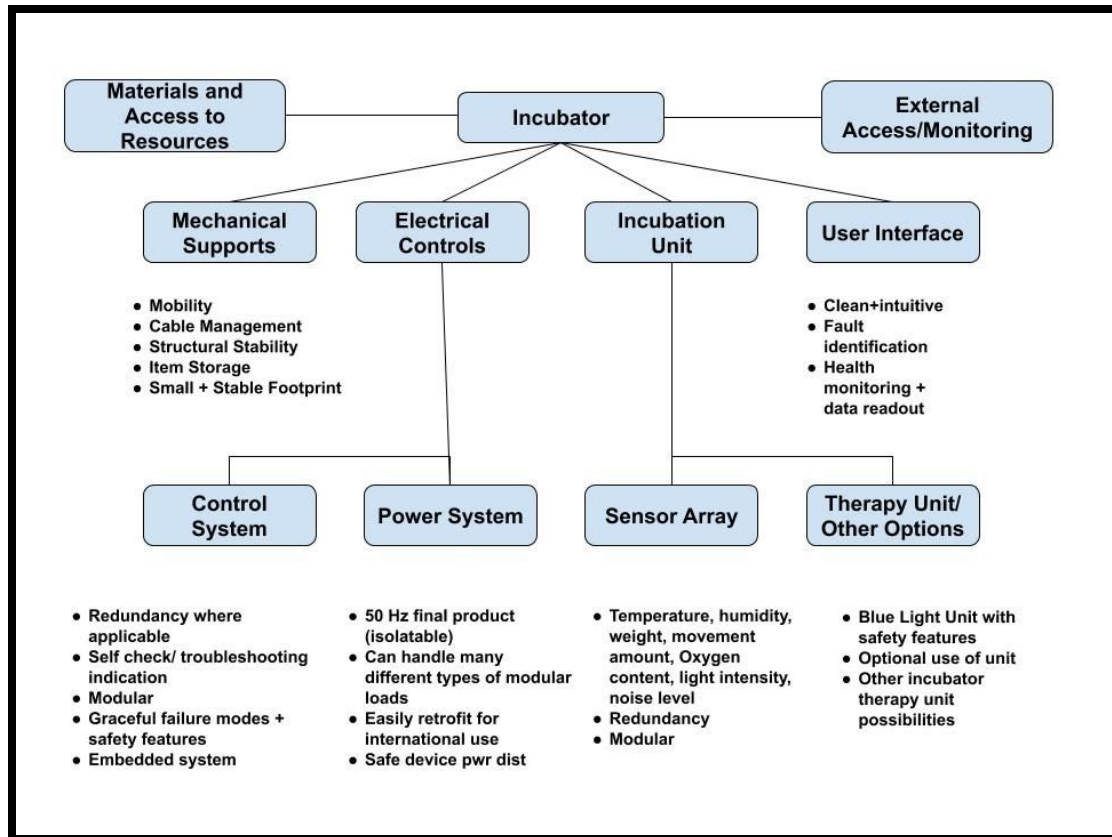 Materials and
Access to
Resources
Incubator
External
Access/Monitoring
Mechanical
Supports
Electrical
Controls
Incubation
Unit
User Interface
● Mobility
● Cable Management
● Structural Stability
● Item Storage
● Small + Stable Footprint
● Clean+intuitive
● Fault
identification
● Health
monitoring +
data readout
Control
System
Power System
Sensor Array
Therapy Unit/
Other Options
● Redundancy where
applicable
● Self check/ troubleshooting
indication
● Modular
● Graceful failure modes +
safety features
● Embedded system
● 50 Hz final product
(isolatable)
● Can handle many
different types of modular
loads
● Easily retrofit for
international use
● Safe device pwr dist
● Temperature, humidity,
weight, movement
amount, Oxygen
content, light intensity,
noise level
● Redundancy
● Modular
● Blue Light Unit with
safety features
● Optional use of unit
● Other incubator
therapy unit
possibilities